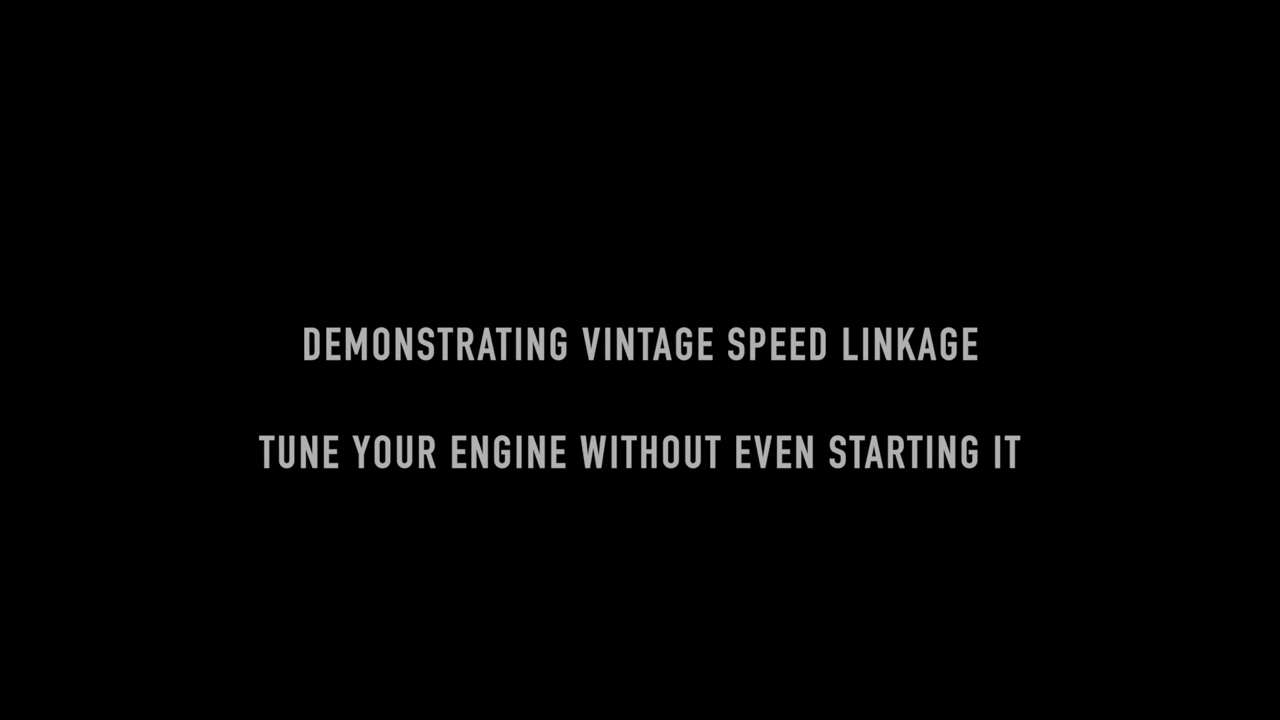 DEMONSTRATING VINTAGE SPEED LINKAGE
TUNE YOUR ENGINE WITHOUT EVEN STARTING IT